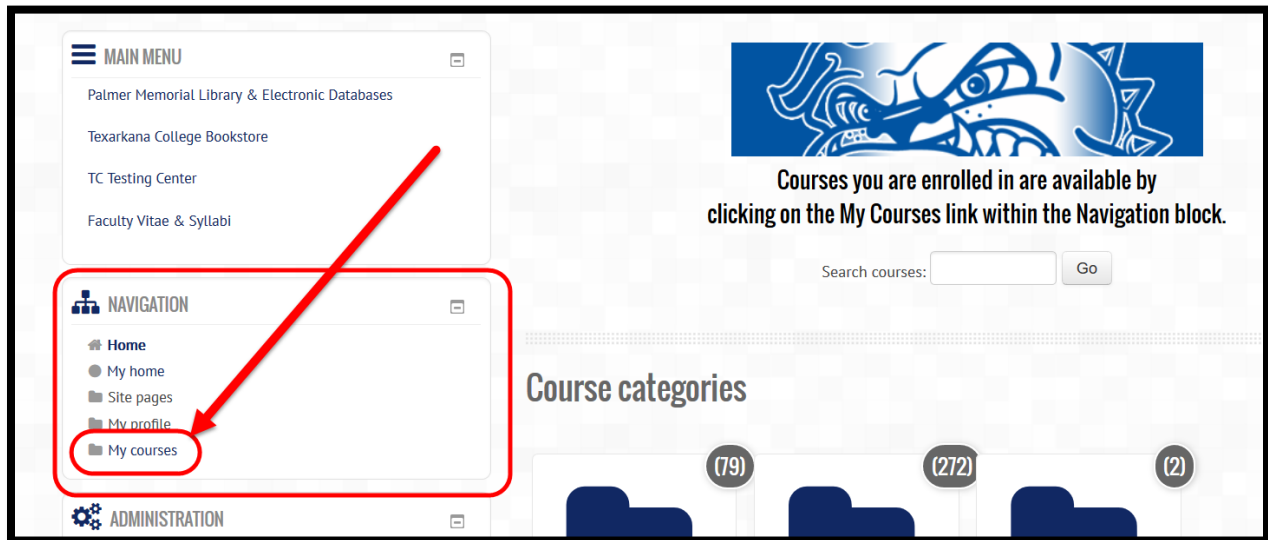 MAIN MENU
Palmer Memorial Library & Electronic Databases
Texarkana College Bookstore
TC Testing Center
Faculty Vitae & Syllabi
NAVIGATION
Home
My home
Site pages
My profile
My courses
ADMINISTRATION
Courses you are enrolled in are available by
clicking on the My Courses link within the Navigation block.
Search courses:
Go
Course categories
(79)
(272)
(2)